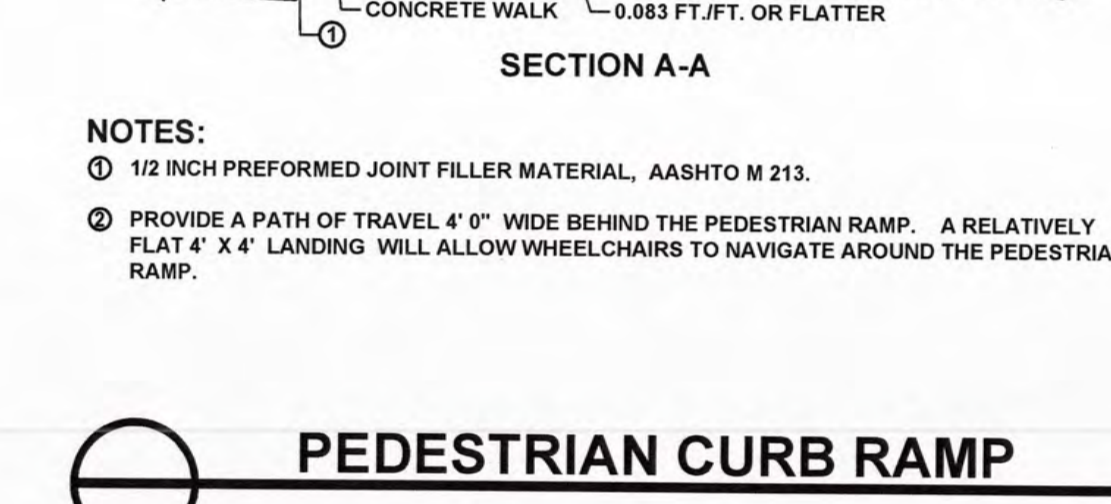 CONCRETE WALK 0.083 FT./FT. OR FLATTER
①
SECTION A-A
NOTES:
① 1/2 INCH PREFORMED JOINT FILLER MATERIAL, AASHTO M 213.
② PROVIDE A PATH OF TRAVEL 4' 0" WIDE BEHIND THE PEDESTRIAN RAMP. A RELATIVELY
FLAT 4' X 4' LANDING WILL ALLOW WHEELCHAIRS TO NAVIGATE AROUND THE PEDESTRIA
RAMP.
PEDESTRIAN CURB RAMP